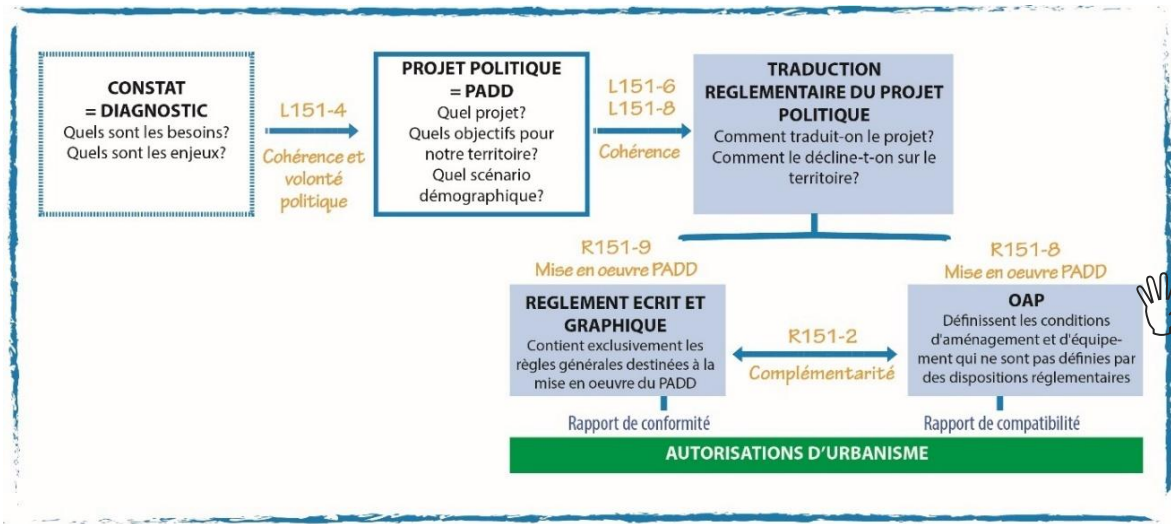 CONSTAT
= DIAGNOSTIC
Quels sont les besoins?
Quels sont les enjeux?
L151-4
Cohérence et
volonté
politique
PROJET POLITIQUE
= PADD
Quel projet?
Quels objectifs pour
notre territoire?
Quel scénario
démographique?
L151-6
L151-8
Cohérence
TRADUCTION
REGLEMENTAIRE DU PROJET
POLITIQUE
Comment traduit-on le projet?
Comment le décline-t-on sur le
territoire?
R151-9
Mise en oeuvre PADD
REGLEMENT ECRIT ET
GRAPHIQUE
Contient exclusivement les
règles générales destinées à la
mise en oeuvre du PADD
R151-2
Complémentarité
R151-8
Mise en oeuvre PADD
OAP
Définissent les conditions
d'aménagement et d'équipe-
ment qui ne sont pas définies par
des dispositions réglementaires
Rapport de conformité
Rapport de compatibilité
AUTORISATIONS D'URBANISME